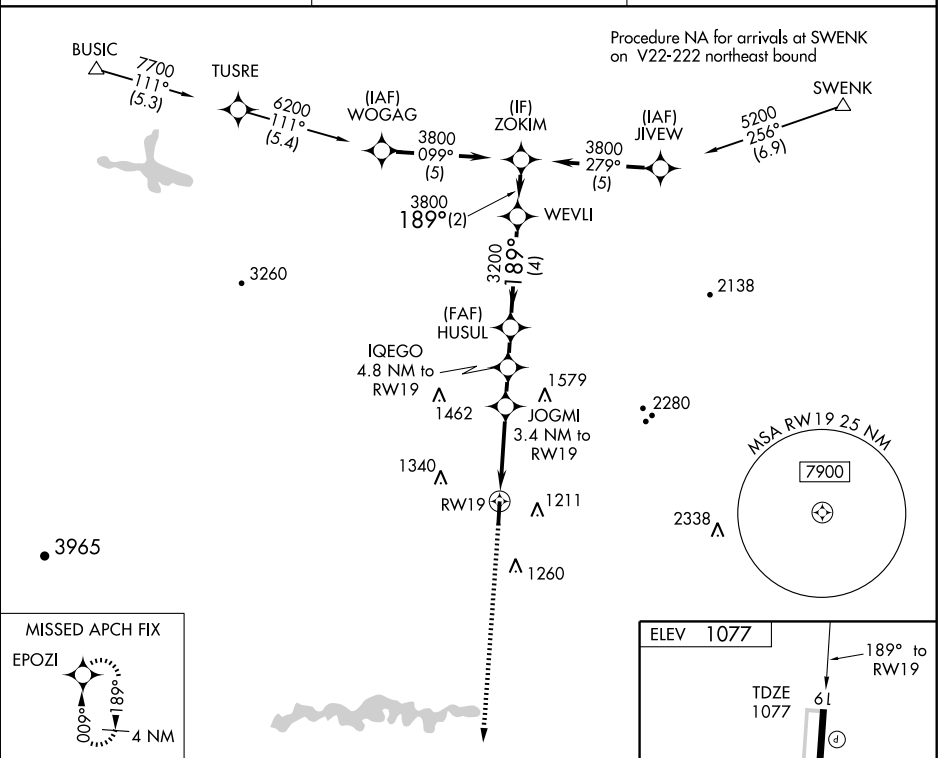 Procedure NA for arrivals at SWENK
on V22-222 northeast bound
BUSIC
7700
111°
(5.3)
TUSRE
6200
111°
(5.4)
(IAF)
WOGAG
3800
099°
(5)
(IF)
ZOKIM
3800
279°
(5)
(IAF)
JIVEW
SWENK
5200
256°
(6.9)
3800
189°(2)
WEVLI
3200
189°
(4)
3260
2138
(FAF)
HUSUL
IQEGO
4.8 NM to
RW19
1462
1579
JOGMI
3.4 NM to
RW19
2280
MSA RW19 25 NM
7900
1340
RW19
1211
2338
3965
1260
MISSED APCH FIX
EPOZI
009°
189°
4 NM
ELEV 1077
189° to
RW19
TDZE
1077
19
P